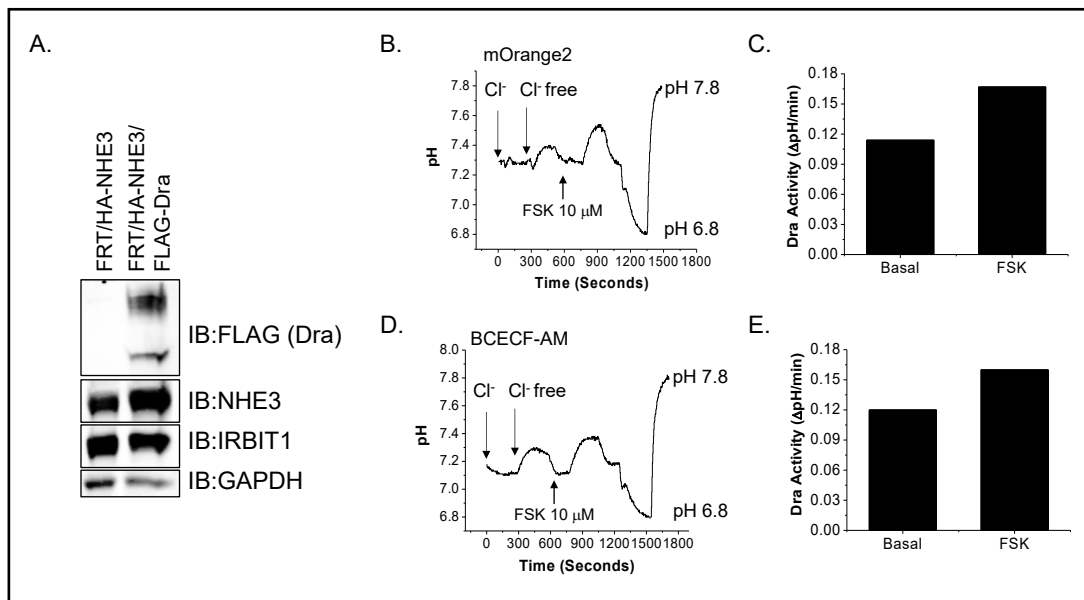 A.
FRT/HA-NHE3
FRT/HA-NHE3/
FLAG-Dra
IB:FLAG (Dra)
IB:NHE3
IB:IRBIT1
IB:GAPDH
B.
mOrange2
Cl- Cl- free
pH 7.8
pH 6.8
FSK 10 µM
pH
7.8
7.6
7.4
7.2
7.0
6.8
0 300 600 900 1200 1500 1800
Time (Seconds)
C.
Dra Activity (ΔpH/min)
0.18
0.15
0.12
0.09
0.06
0.03
0.00
Basal FSK
D.
BCECF-AM
Cl- Cl- free
pH 7.8
pH 6.8
FSK 10 µM
pH
8.0
7.8
7.6
7.4
7.2
7.0
6.8
0 300 600 900 1200 1500 1800
Time (Seconds)
E.
Dra Activity (ΔpH/min)
0.18
0.15
0.12
0.09
0.06
0.03
0.00
Basal FSK